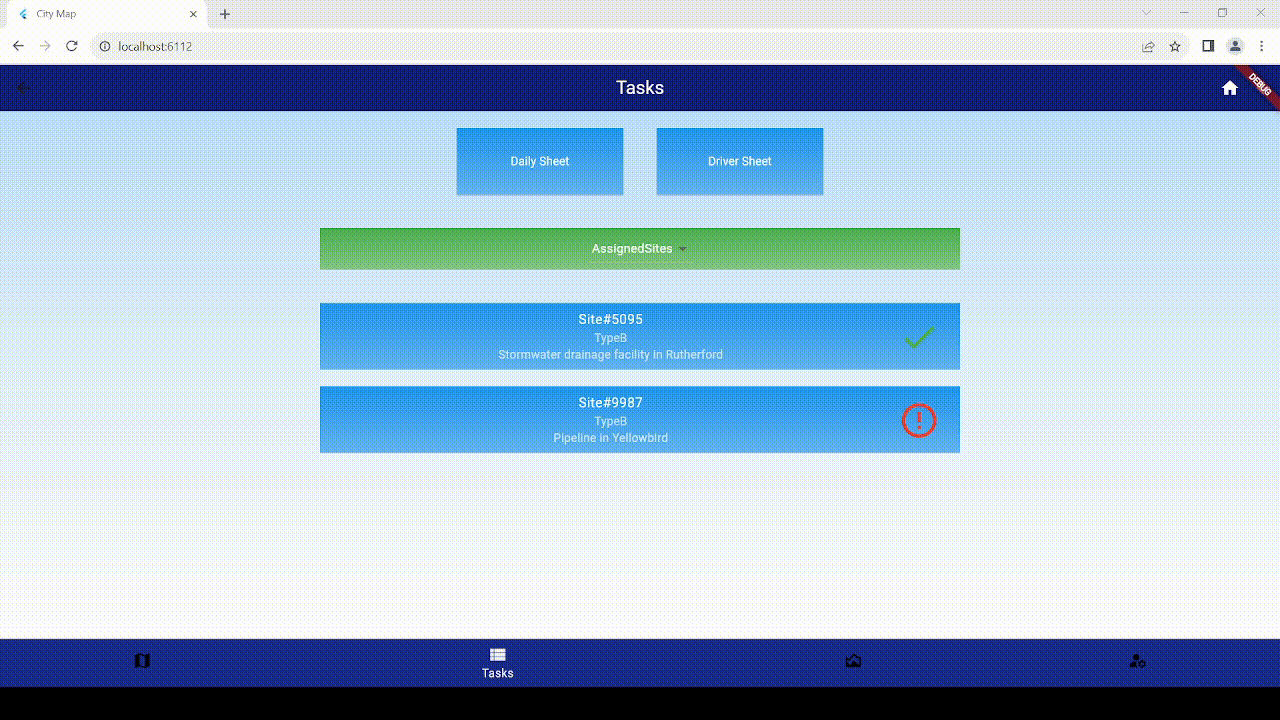 City Map
localhost:6112
Tasks
DEBUG
Daily Sheet
Driver Sheet
AssignedSites
Site#5095
TypeB
Stormwater drainage facility in Rutherford
Site#9987
TypeB
Pipeline in Yellowbird
Tasks